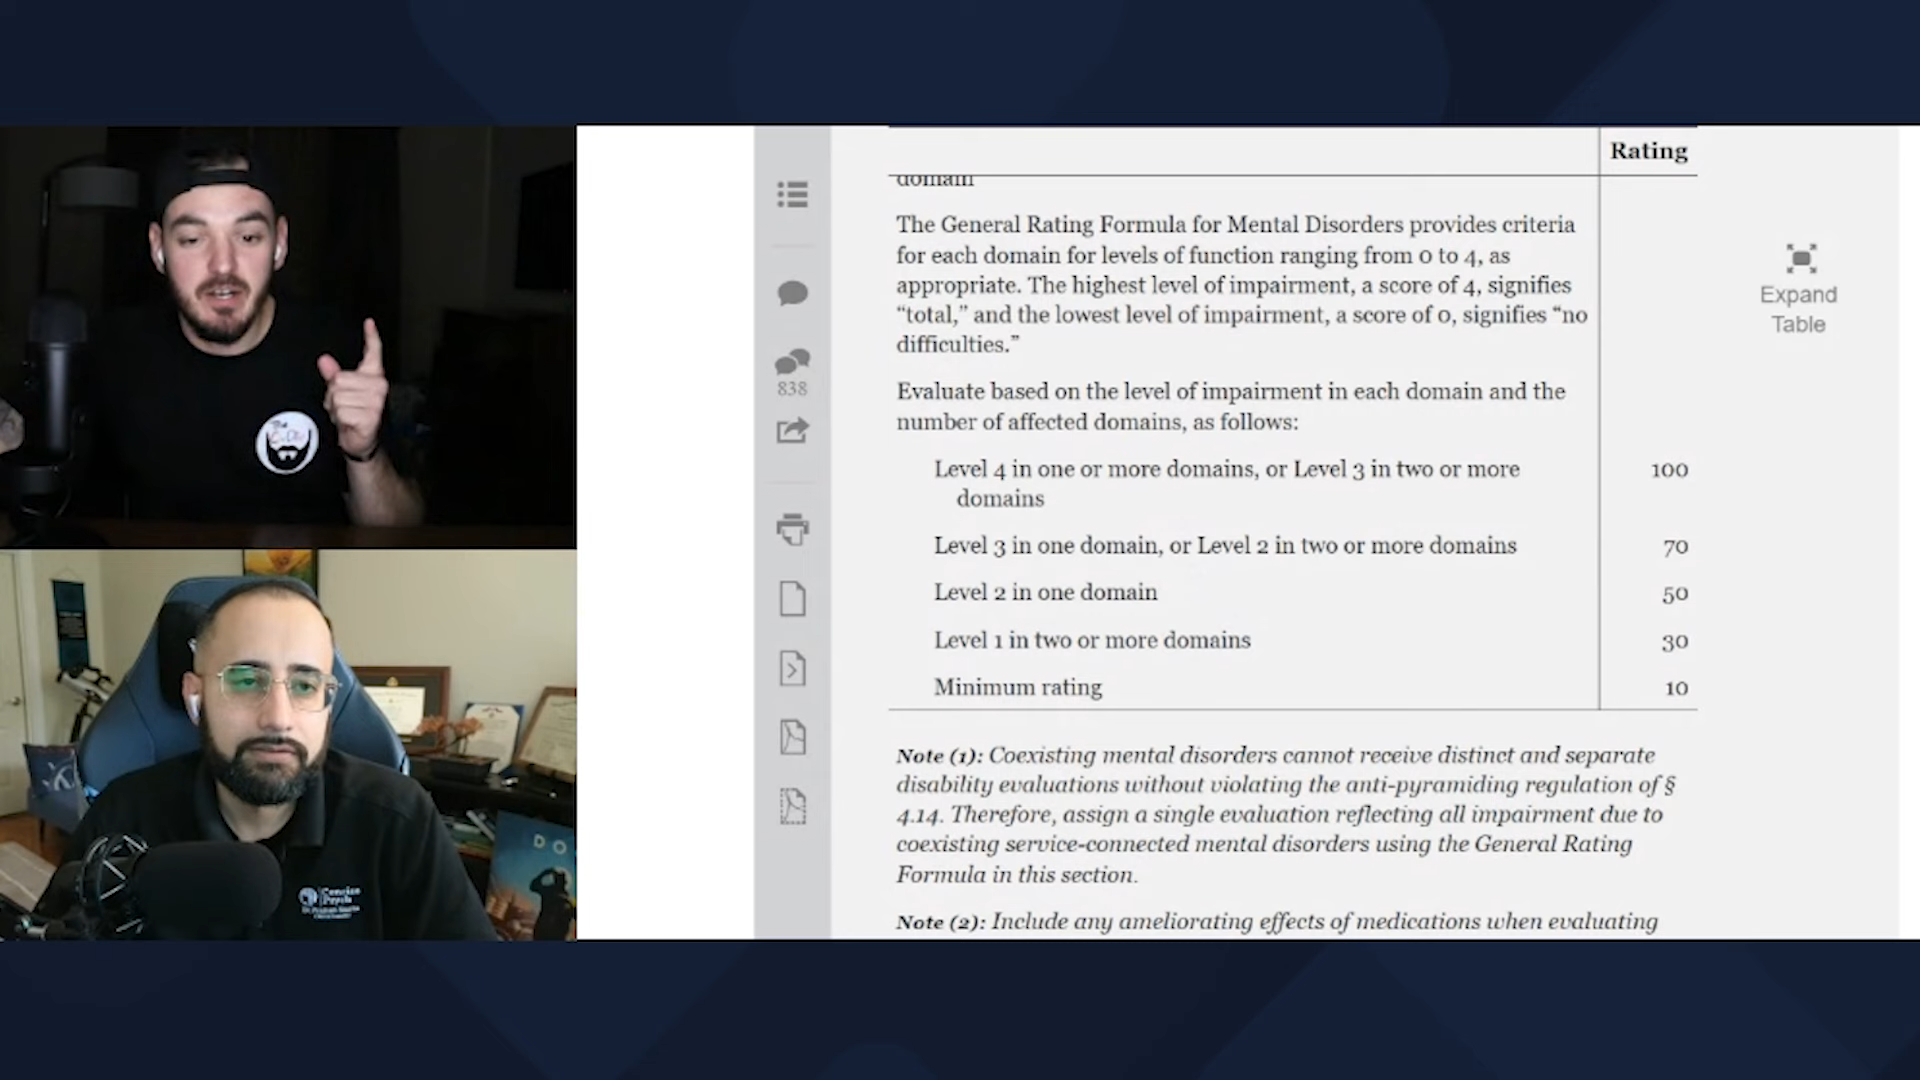 Rating
domain
The General Rating Formula for Mental Disorders provides criteria
for each domain for levels of function ranging from 0 to 4, as
appropriate. The highest level of impairment, a score of 4, signifies
“total,” and the lowest level of impairment, a score of 0, signifies “no
difficulties.”
Evaluate based on the level of impairment in each domain and the
number of affected domains, as follows:
Level 4 in one or more domains, or Level 3 in two or more
domains
100
Level 3 in one domain, or Level 2 in two or more domains
70
Level 2 in one domain
50
Level 1 in two or more domains
30
Minimum rating
10
Note (1): Coexisting mental disorders cannot receive distinct and separate
disability evaluations without violating the anti-pyramiding regulation of §
4.14. Therefore, assign a single evaluation reflecting all impairment due to
coexisting service-connected mental disorders using the General Rating
Formula in this section.
Note (2): Include any ameliorating effects of medications when evaluating
838
Expand
Table
The
DO